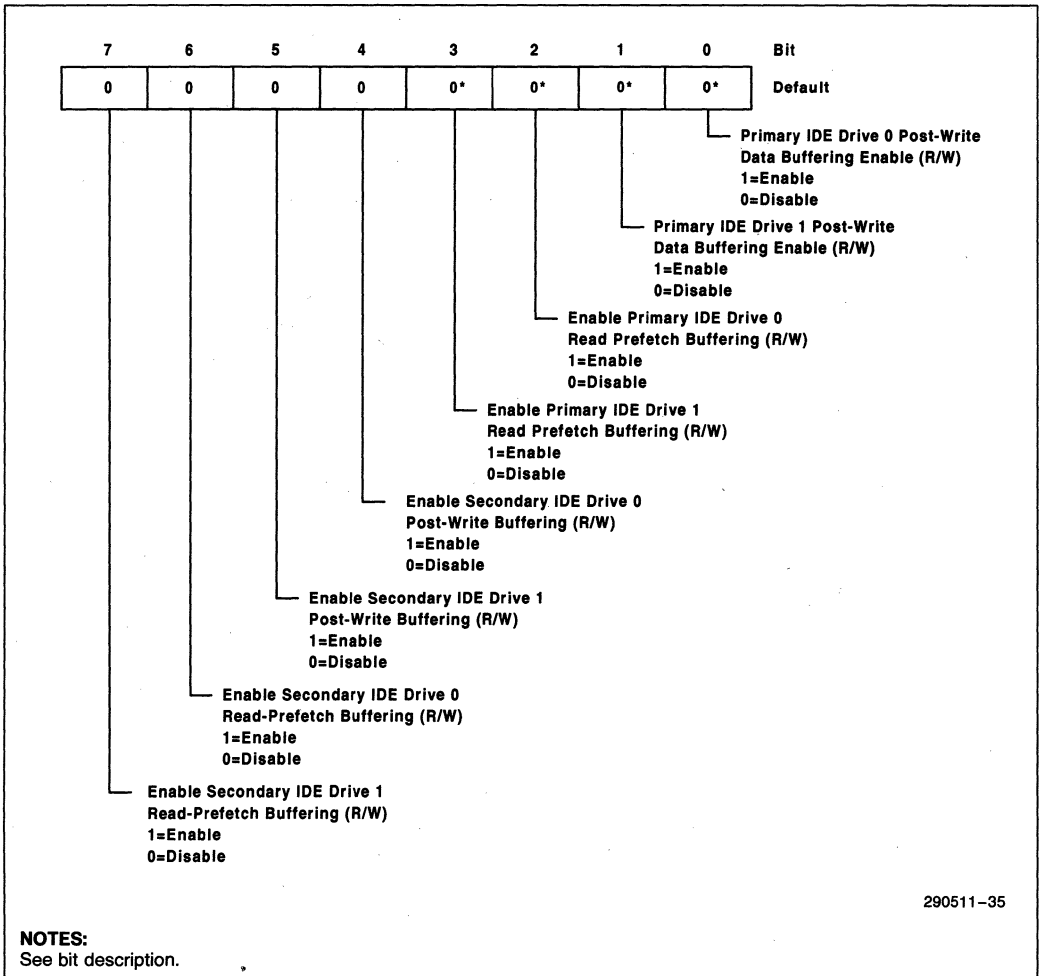 7 6 5 4 3 2 1 0 Bit
0 0 0 0 0* 0* 0* 0* Default
Primary IDE Drive 0 Post-Write
Data Buffering Enable (R/W)
1=Enable
0=Disable
Primary IDE Drive 1 Post-Write
Data Buffering Enable (R/W)
1=Enable
0=Disable
Enable Primary IDE Drive 0
Read Prefetch Buffering (R/W)
1=Enable
0=Disable
Enable Primary IDE Drive 1
Read Prefetch Buffering (R/W)
1=Enable
0=Disable
Enable Secondary IDE Drive 0
Post-Write Buffering (R/W)
1=Enable
0=Disable
Enable Secondary IDE Drive 1
Post-Write Buffering (R/W)
1=Enable
0=Disable
Enable Secondary IDE Drive 0
Read-Prefetch Buffering (R/W)
1=Enable
0=Disable
Enable Secondary IDE Drive 1
Read-Prefetch Buffering (R/W)
1=Enable
0=Disable
290511–35
NOTES:
See bit description.